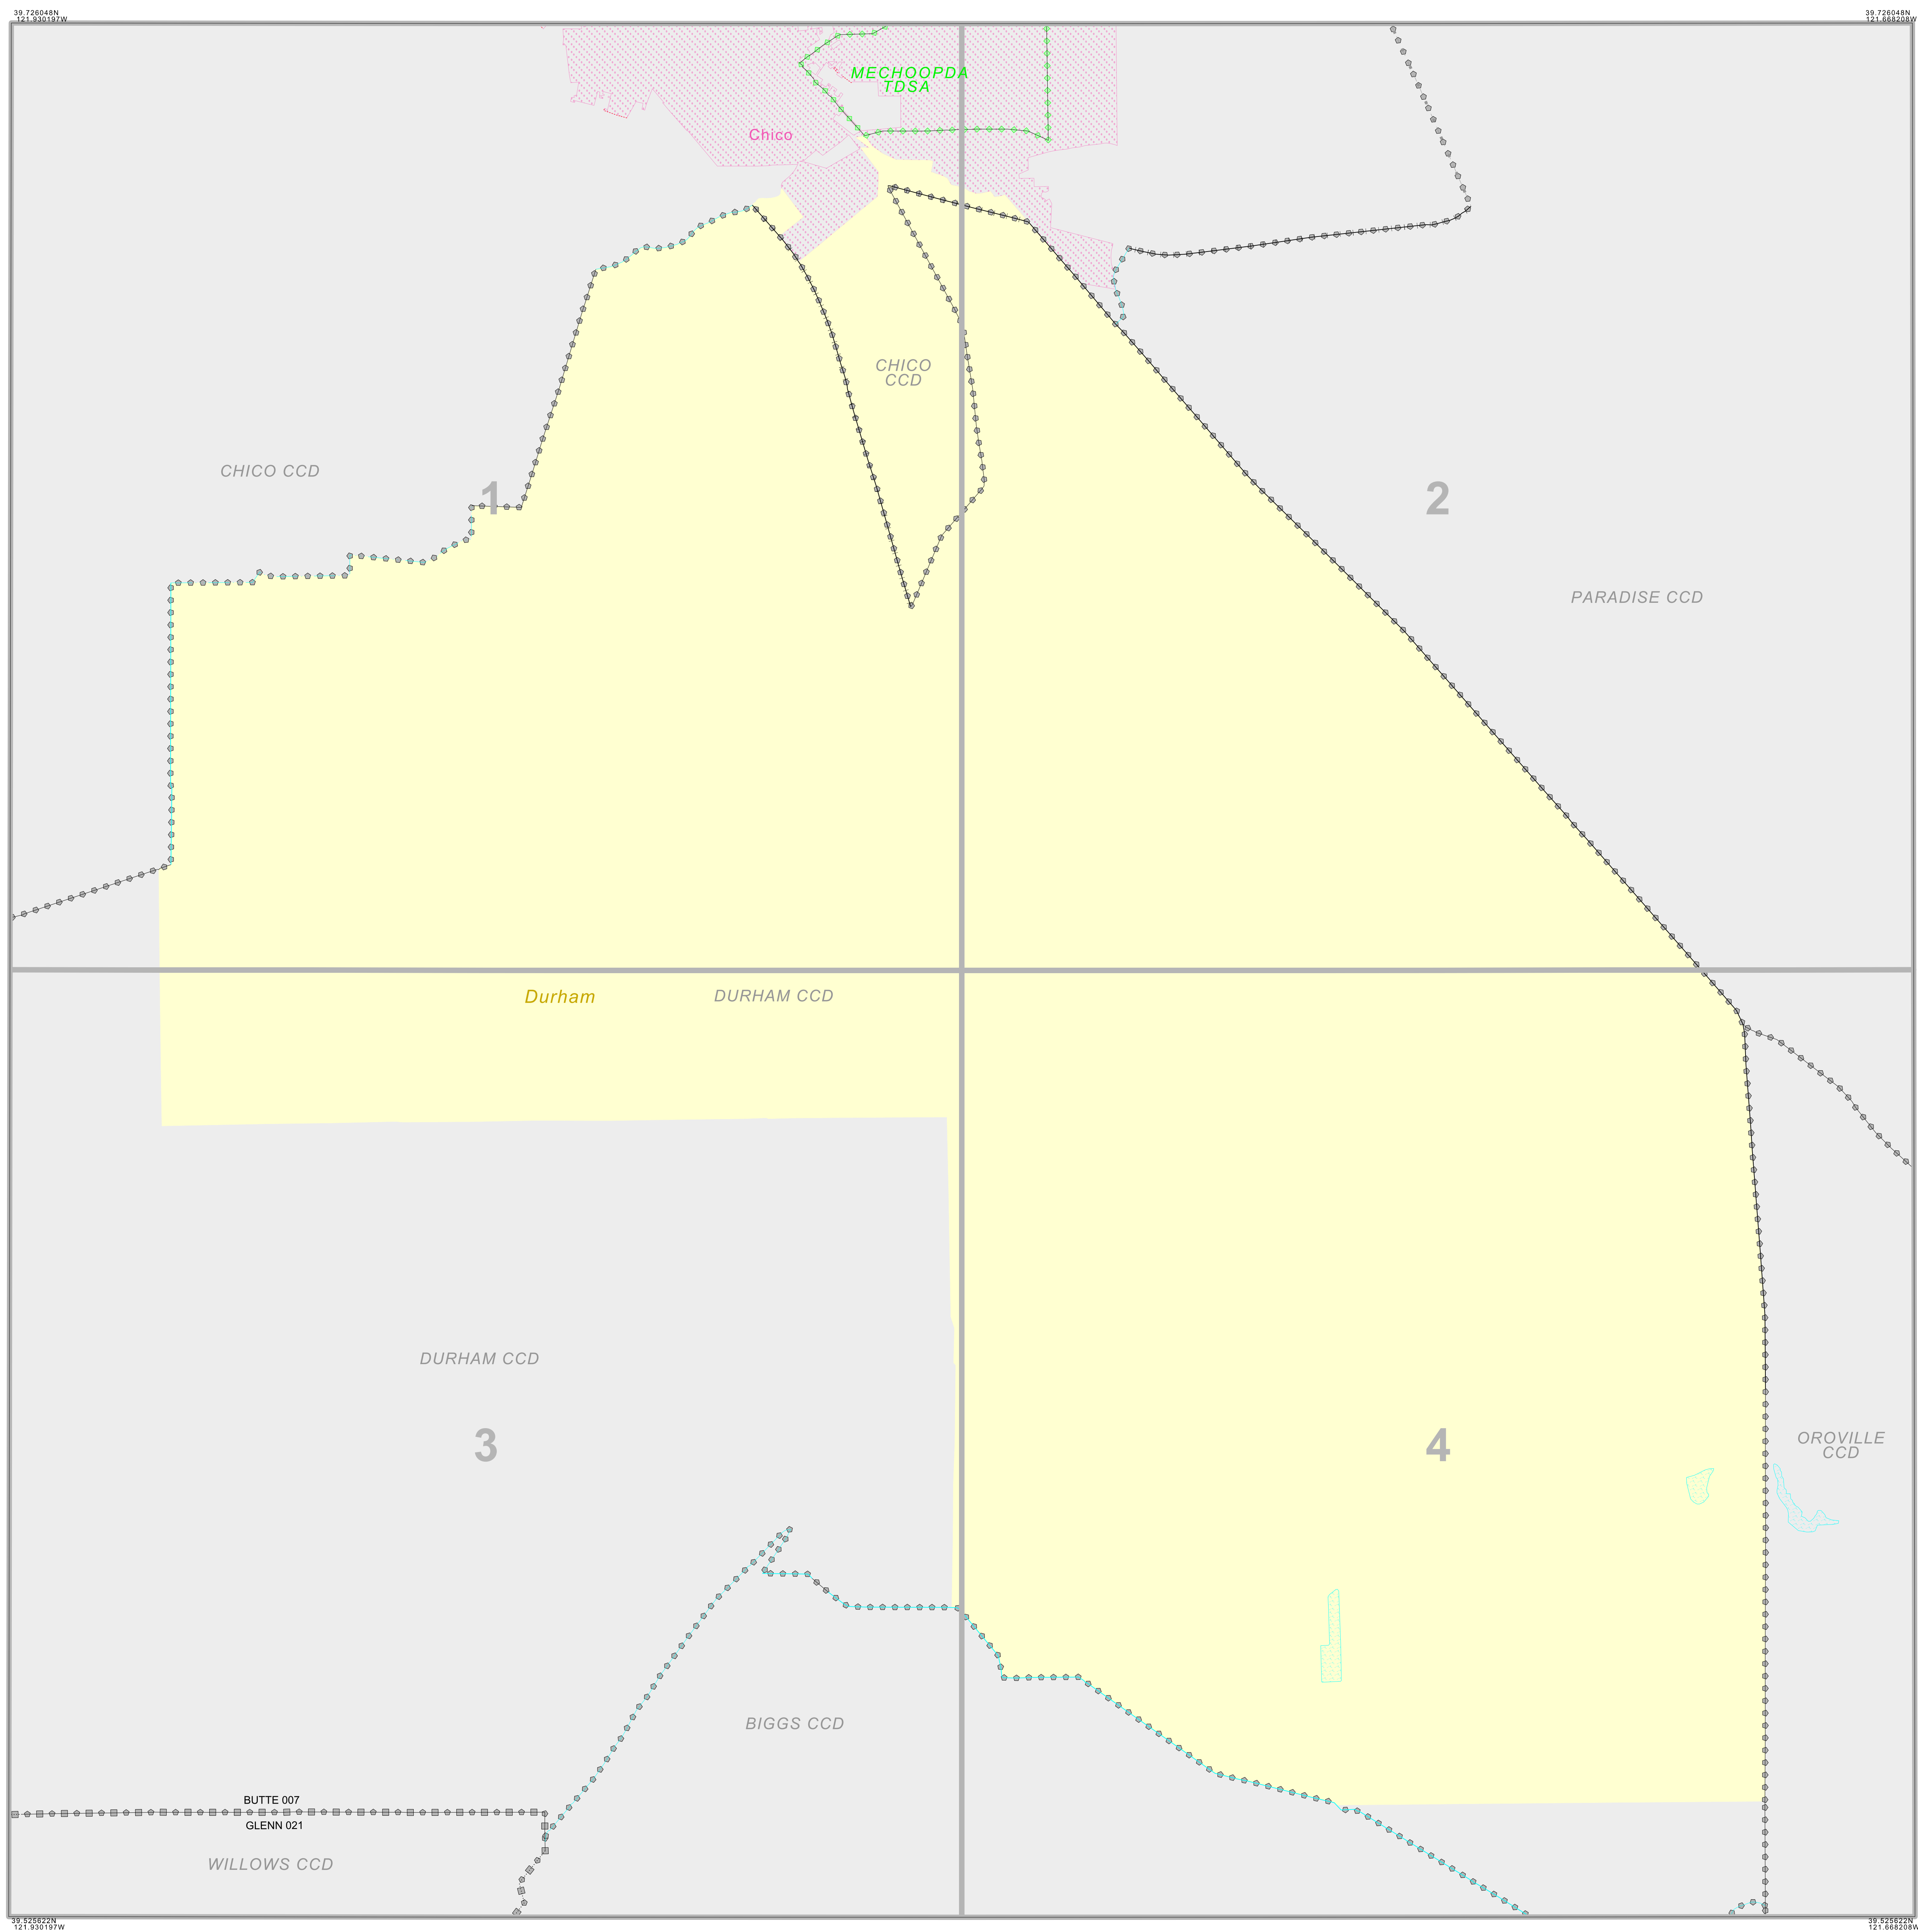 39.726048N
121.930197W
39.726048N
121.668208W
MECHOOPDA
TDSA
Chico
CHICO
CCD
CHICO CCD
1
2
PARADISE CCD
Durham
DURHAM CCD
DURHAM CCD
3
4
OROVILLE
CCD
BIGGS CCD
BUTTE 007
GLENN 021
WILLOWS CCD
39.525622N
121.930197W
39.525622N
121.668208W